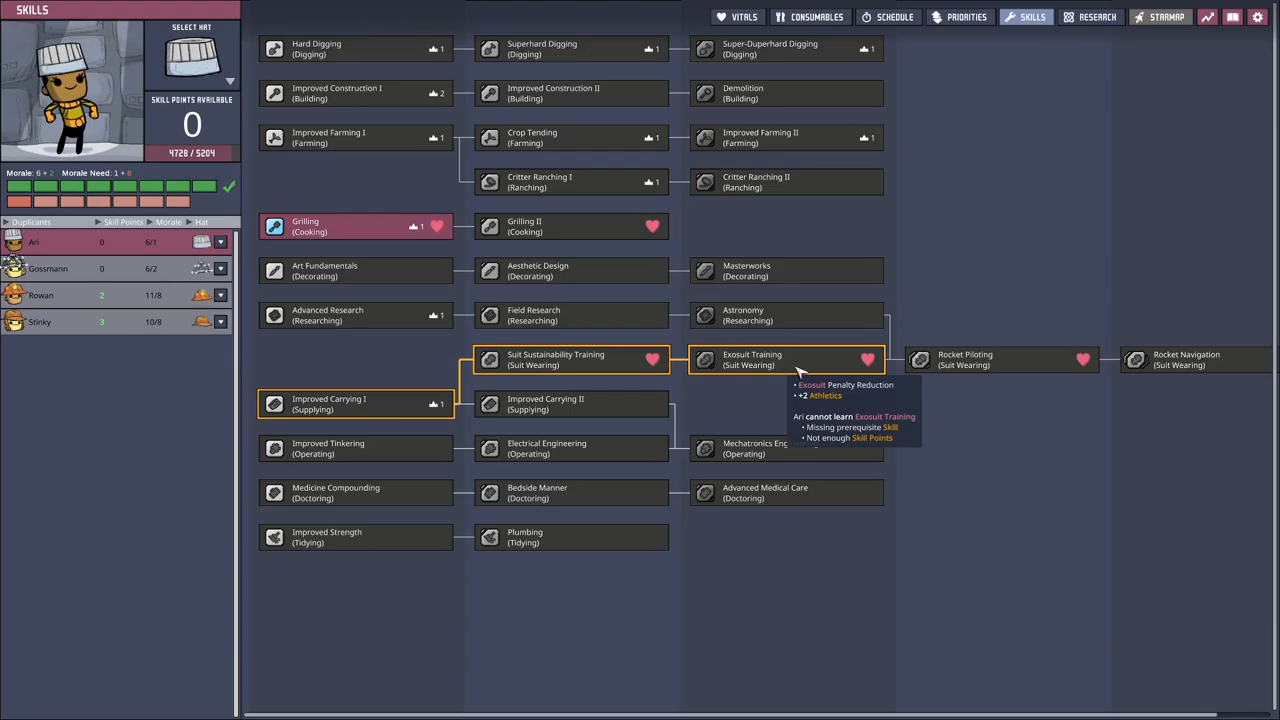 SKILLS
VITALS
CONSUMABLES
SCHEDULE
PRIORITIES
SKILLS
RESEARCH
STARMAP
SELECT HAT
SKILL POINTS AVAILABLE
0
4728 / 5204
Morale: 6 + 2
Morale Need: 1 + 6
Duplicants
Skill Points
Morale
Hat
Ari 0 6/1
Gossmann 0 6/2
Rowan 2 11/8
Stinky 3 10/8
Hard Digging
(Digging)
1
Superhard Digging
(Digging)
1
Super-Duperhard Digging
(Digging)
1
Improved Construction I
(Building)
2
Improved Construction II
(Building)
Demolition
(Building)
Improved Farming I
(Farming)
1
Crop Tending
(Farming)
1
Improved Farming II
(Farming)
1
Critter Ranching I
(Ranching)
1
Critter Ranching II
(Ranching)
Grilling
(Cooking)
1
Grilling II
(Cooking)
Art Fundamentals
(Decorating)
Aesthetic Design
(Decorating)
Masterworks
(Decorating)
Advanced Research
(Researching)
1
Field Research
(Researching)
Astronomy
(Researching)
Suit Sustainability Training
(Suit Wearing)
Exosuit Training
(Suit Wearing)
Rocket Piloting
(Suit Wearing)
Rocket Navigation
(Suit Wearing)
• Exosuit Penalty Reduction
• +2 Athletics
Ari cannot learn Exosuit Training
• Missing prerequisite Skill
• Not enough Skill Points
Improved Carrying I
(Supplying)
1
Improved Carrying II
(Supplying)
Improved Tinkering
(Operating)
Electrical Engineering
(Operating)
Mechatronics Eng
(Operating)
Medicine Compounding
(Doctoring)
Bedside Manner
(Doctoring)
Advanced Medical Care
(Doctoring)
Improved Strength
(Tidying)
Plumbing
(Tidying)